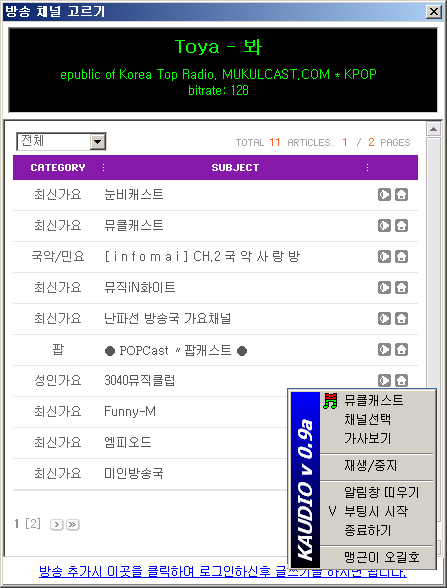 방송 채널 고르기
Toya - 봐
epublic of Korea Top Radio, MUKULCAST,COM * KPOP
bitrate: 128
전체
TOTAL 11 ARTICLES. 1 / 2 PAGES
CATEGORY SUBJECT
최신가요 눈비캐스트
최신가요 뮤클캐스트
국악/민요 [ i n f o m a i ] CH,2 국 악 사 랑 방
최신가요 뮤직iN화이트
최신가요 난파선 방송국 가요채널
팝 ● POPCast 〃팝캐스트 ●
성인가요 3040뮤직클럽
최신가요 Funny-M
최신가요 엠피오드
최신가요 미인방송국
1 [2]
방송 추가시 이곳을 클릭하며 로그인하신후 글쓰기를 하시면 됩니다.
KAUDIO v 0.9a
뮤클캐스트
채널선택
가사보기
재생/중지
알림창 띠우기
V 부팅시 시작
종료하기
맹근이 오길호